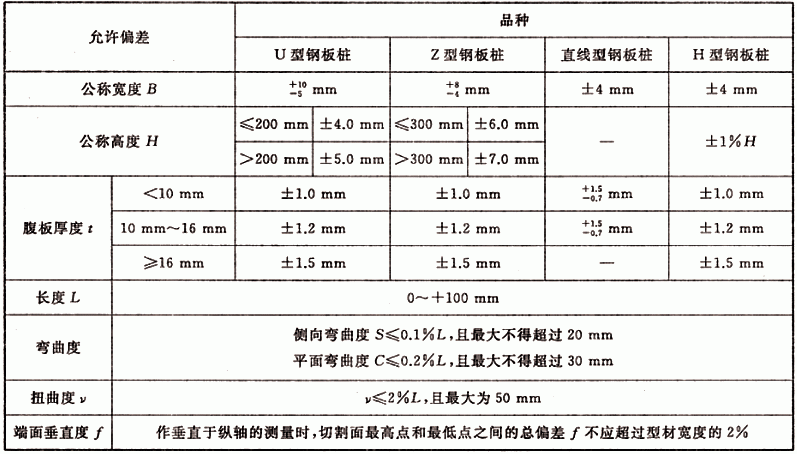 允许偏差 品种
U 型钢板桩 Z 型钢板桩 直线型钢板桩 H 型钢板桩
公称宽度 B +10 -5 mm +8 -4 mm ±4 mm ±4 mm
公称高度 H ≤200 mm ±4.0 mm ≤300 mm ±6.0 mm — ±1%H
>200 mm ±5.0 mm >300 mm ±7.0 mm
腹板厚度 t <10 mm ±1.0 mm ±1.0 mm +1.5 -0.7 mm ±1.0 mm
10 mm～16 mm ±1.2 mm ±1.2 mm +1.5 -0.7 mm ±1.2 mm
≥16 mm ±1.5 mm ±1.5 mm — ±1.5 mm
长度 L 0～+100 mm
弯曲度 侧向弯曲度 S≤0.1%L,且最大不得超过 20 mm
平面弯曲度 C≤0.2%L,且最大不得超过 30 mm
扭曲度 ν ν≤2%L,且最大为 50 mm
端面垂直度 f 作垂直于纵轴的测量时,切割面最高点和最低点之间的总偏差 f 不应超过型材宽度的 2%